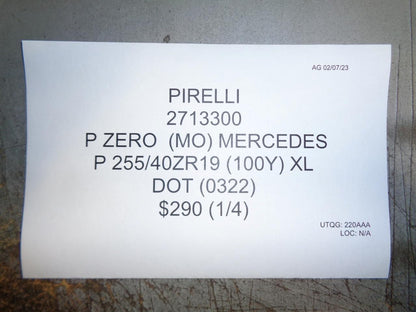 AG 02/07/23
PIRELLI
2713300
P ZERO (MO) MERCEDES
P 255/40ZR19 (100Y) XL
DOT (0322)
$290 (1/4)
UTQG: 220AAA
LOC: N/A